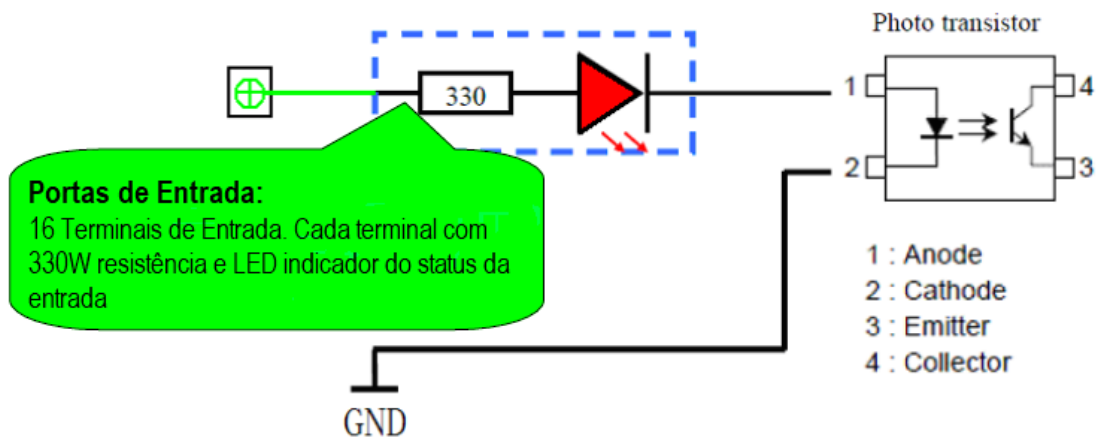 Photo transistor
330
1
4
2
3
Portas de Entrada:
16 Terminais de Entrada. Cada terminal com
330W resistência e LED indicador do status da
entrada
1 : Anode
2 : Cathode
3 : Emitter
4 : Collector
GND